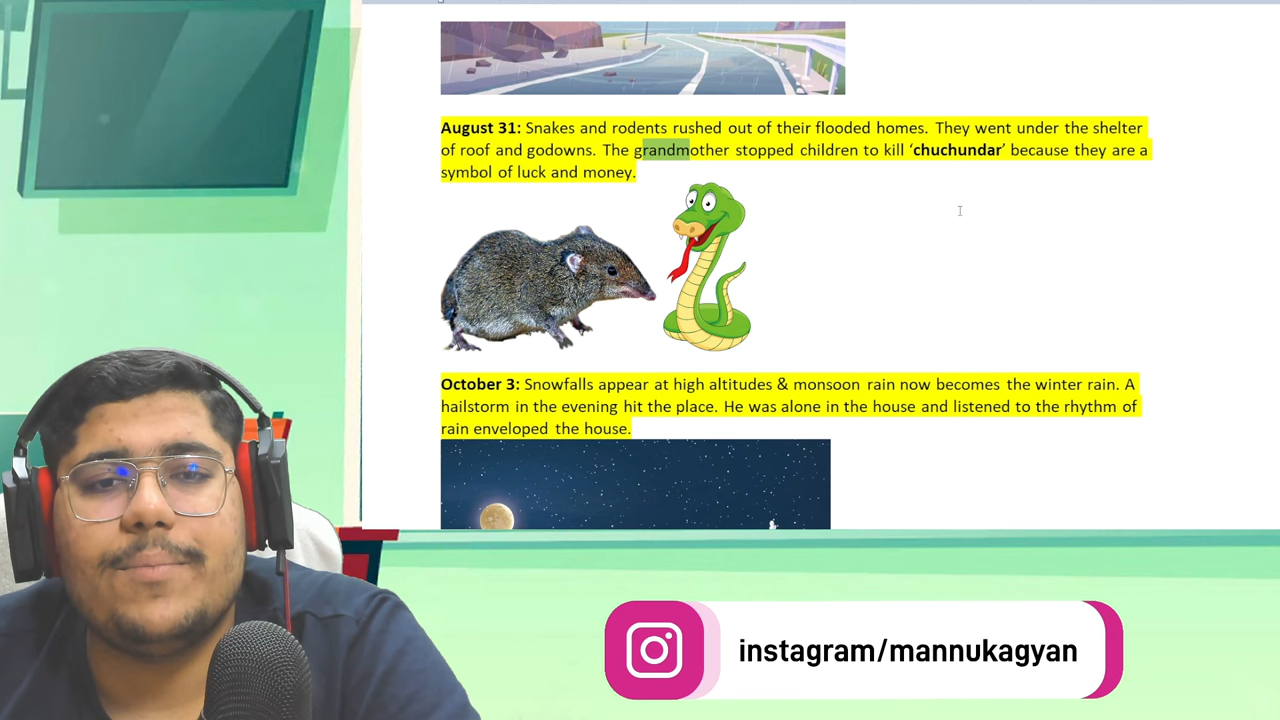 August 31: Snakes and rodents rushed out of their flooded homes. They went under the shelter
of roof and godowns. The grandmother stopped children to kill ‘chuchundar’ because they are a
symbol of luck and money.
October 3: Snowfalls appear at high altitudes & monsoon rain now becomes the winter rain. A
hailstorm in the evening hit the place. He was alone in the house and listened to the rhythm of
rain enveloped the house.
instagram/mannukagyan